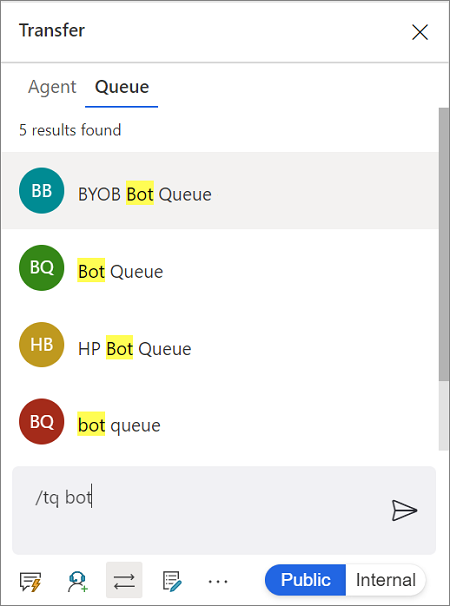 Transfer
Agent Queue
5 results found
BB BYOB Bot Queue
BQ Bot Queue
HB HP Bot Queue
BQ bot queue
/tq bot
Public Internal